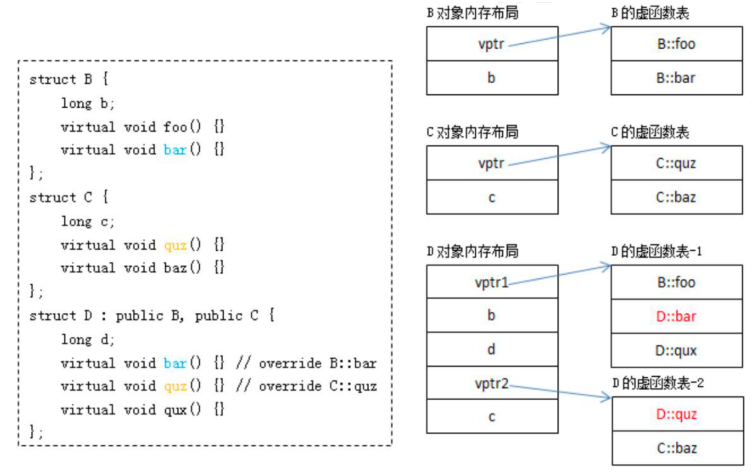 struct B {
long b;
virtual void foo() {}
virtual void bar() {}
};
struct C {
long c;
virtual void quz() {}
virtual void baz() {}
};
struct D : public B, public C {
long d;
virtual void bar() {} // override B::bar
virtual void quz() {} // override C::quz
virtual void qux() {}
};
B 对象内存布局
vptr
b
B 的虚函数表
B::foo
B::bar
C 对象内存布局
vptr
c
C 的虚函数表
C::quz
C::baz
D 对象内存布局
vptr1
b
d
vptr2
c
D 的虚函数表-1
B::foo
D::bar
D::qux
D 的虚函数表-2
D::quz
C::baz